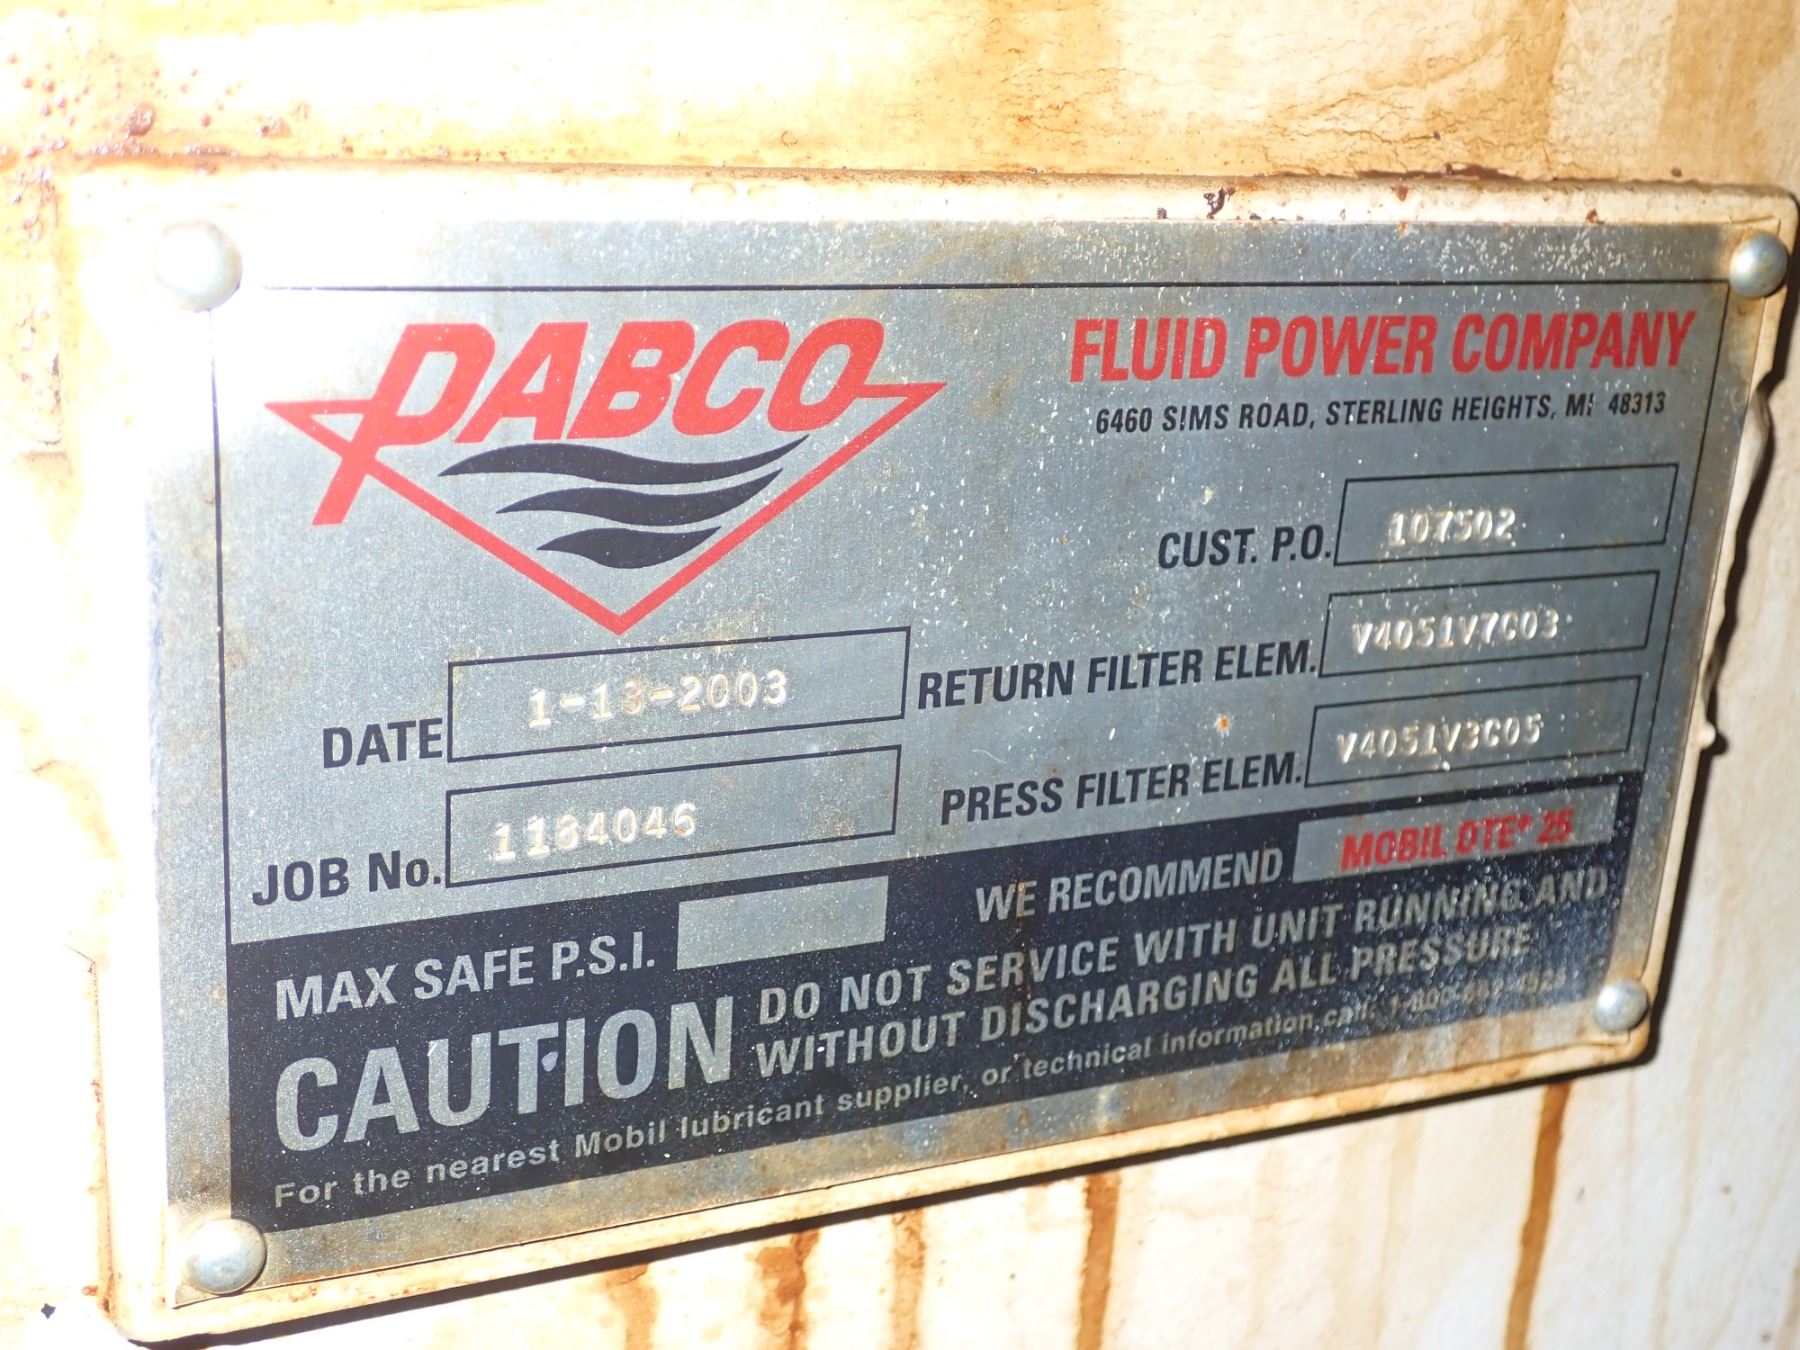 PABCO
FLUID POWER COMPANY
6460 SIMS ROAD, STERLING HEIGHTS, MI 48313
CUST. P.O. 107502
DATE 1-13-2003
RETURN FILTER ELEM. V4051V7C03
JOB No. 1134046
PRESS FILTER ELEM. V4051V3C05
MAX SAFE P.S.I.
WE RECOMMEND MOBIL DTE® 25
CAUTION
DO NOT SERVICE WITH UNIT RUNNING AND
WITHOUT DISCHARGING ALL PRESSURE
For the nearest Mobil lubricant supplier, or technical information, call: